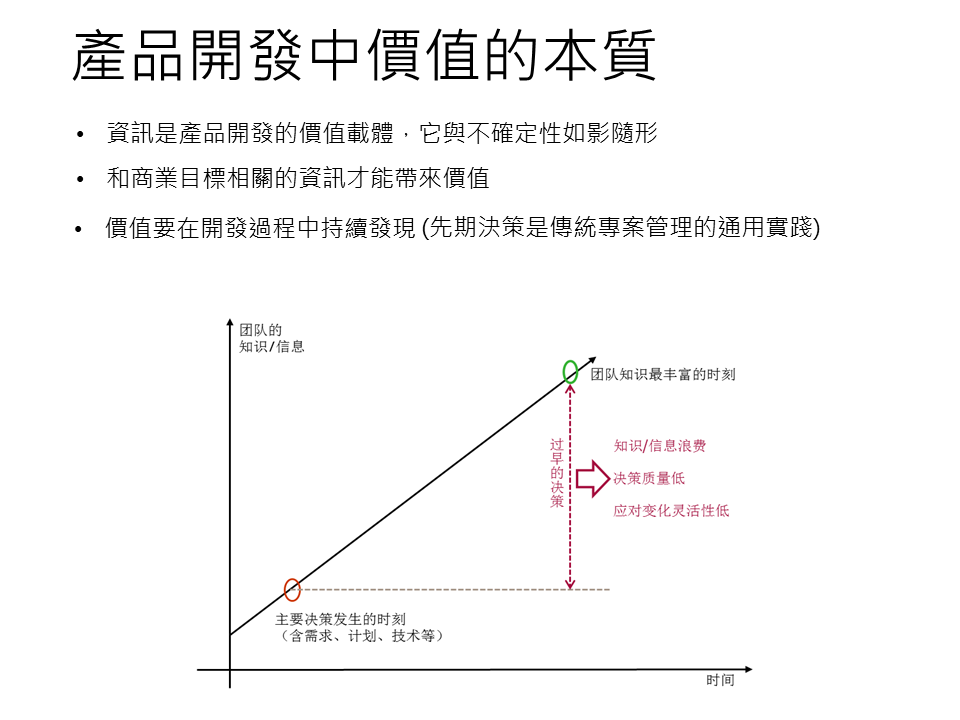 產品開發中價值的本質
• 資訊是產品開發的價值載體，它與不確定性如影隨形
• 和商業目標相關的資訊才能帶來價值
• 價值要在開發過程中持續發現 (先期決策是傳統專案管理的通用實踐)
团队的
知识/信息
团队知识最丰富的时刻
过早的决策
知识/信息浪费
决策质量低
应对变化灵活性低
主要决策发生的时刻
（含需求、计划、技术等）
时间